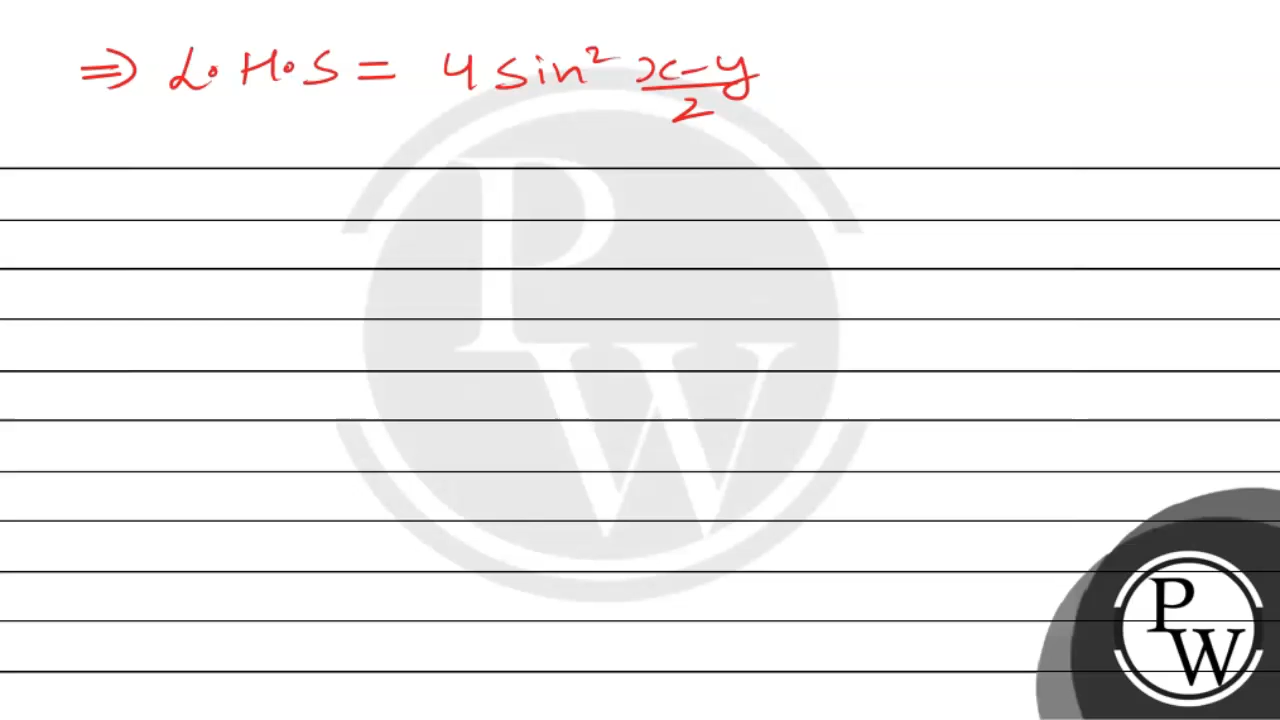 ⇒ L.H.S = 4 sin² x-y/2
P
W
P
W